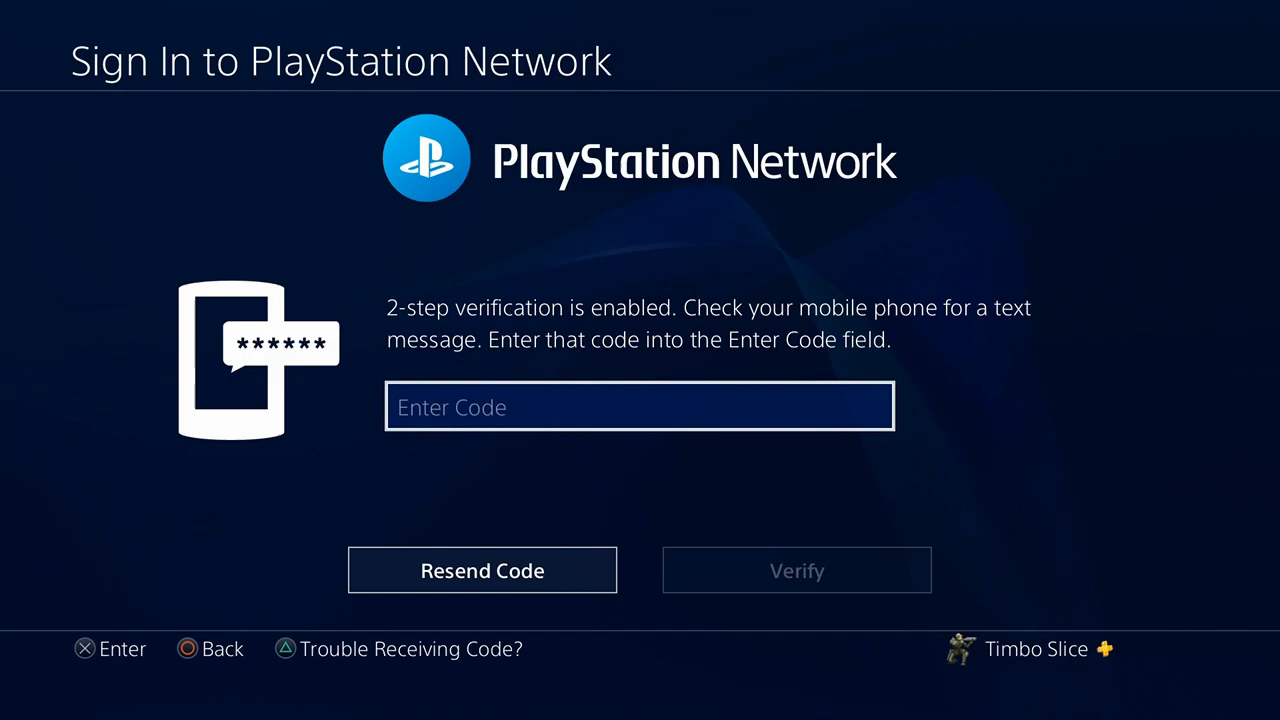 Sign In to PlayStation Network
PlayStation Network
2-step verification is enabled. Check your mobile phone for a text
message. Enter that code into the Enter Code field.
******
Enter Code
Resend Code
Verify
Enter
Back
Trouble Receiving Code?
Timbo Slice